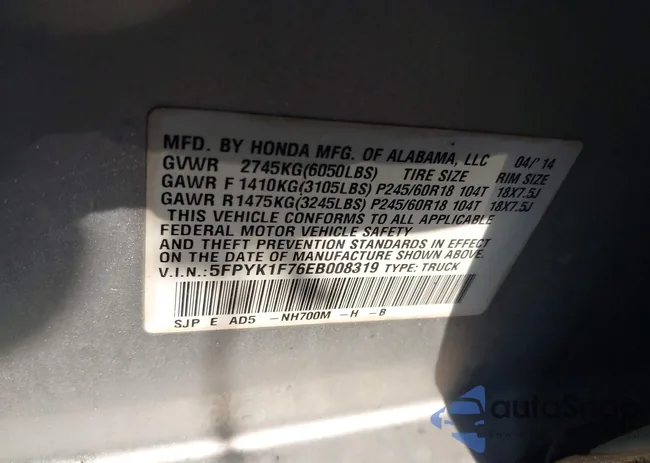 MFD. BY HONDA MFG. OF ALABAMA, LLC 04/'14
GVWR 2745KG(6050LBS) TIRE SIZE RIM SIZE
GAWR F 1410KG(3105LBS) P245/60R18 104T 18X7.5J
GAWR R 1475KG(3245LBS) P245/60R18 104T 18X7.5J
THIS VEHICLE CONFORMS TO ALL APPLICABLE
FEDERAL MOTOR VEHICLE SAFETY
AND THEFT PREVENTION STANDARDS IN EFFECT
ON THE DATE OF MANUFACTURE SHOWN ABOVE.
V.I.N.: 5FPYK1F76EB008319 TYPE: TRUCK
SJP E AD5 -NH700M -H -B
autoSnap